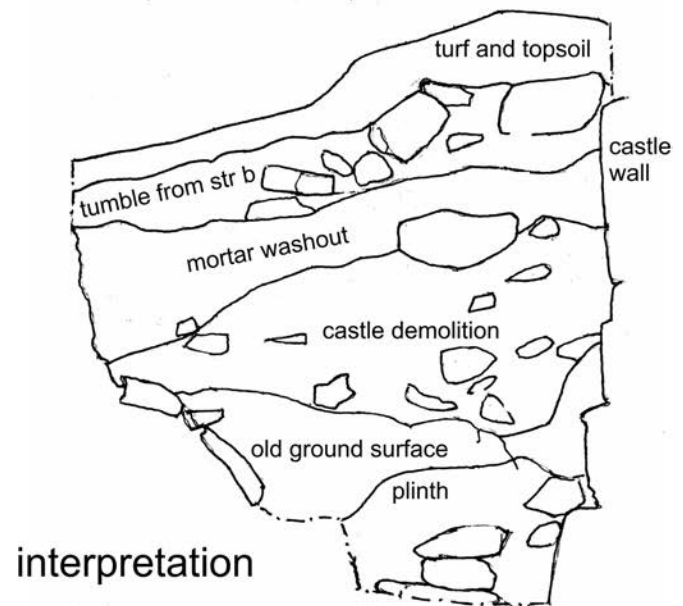 turf and topsoil
castle
wall
tumble from str b
mortar washout
castle demolition
old ground surface
plinth
interpretation